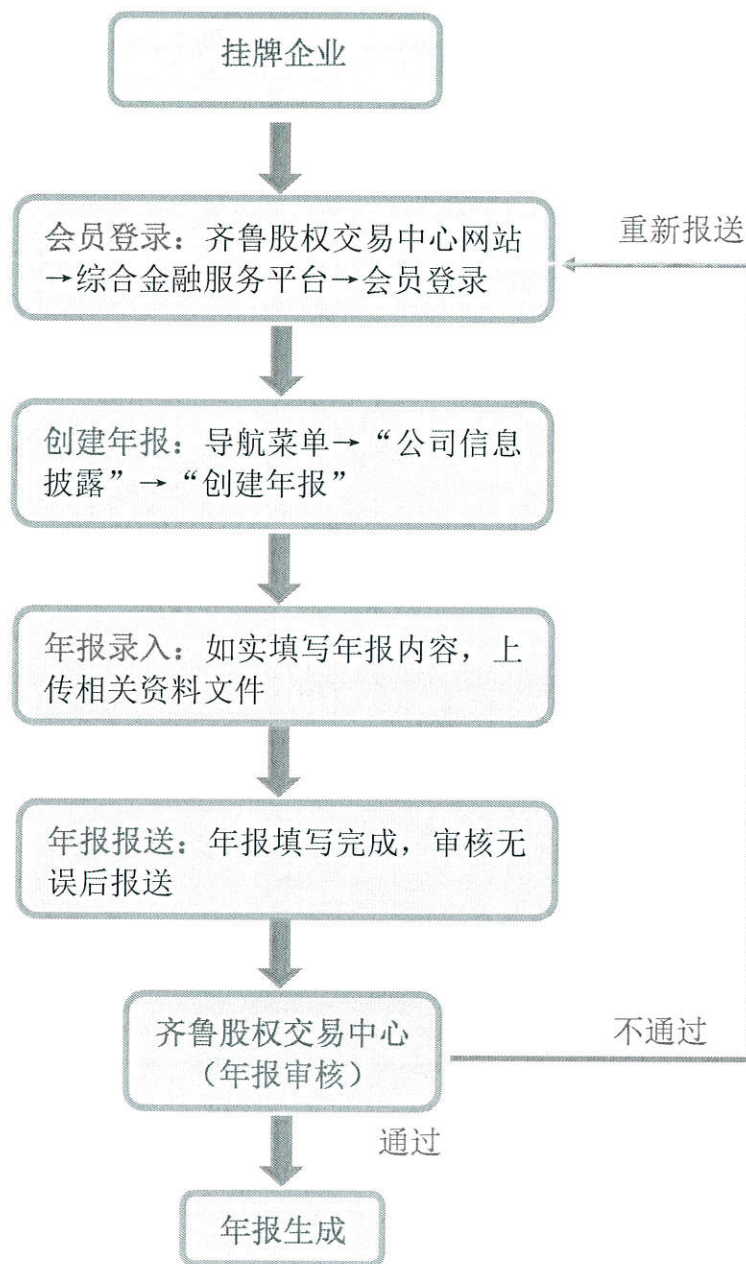 挂牌企业
会员登录：齐鲁股权交易中心网站
→综合金融服务平台→会员登录
重新报送
创建年报：导航菜单→“公司信息
披露”→“创建年报”
年报录入：如实填写年报内容，上
传相关资料文件
年报报送：年报填写完成，审核无
误后报送
齐鲁股权交易中心
（年报审核）
不通过
通过
年报生成